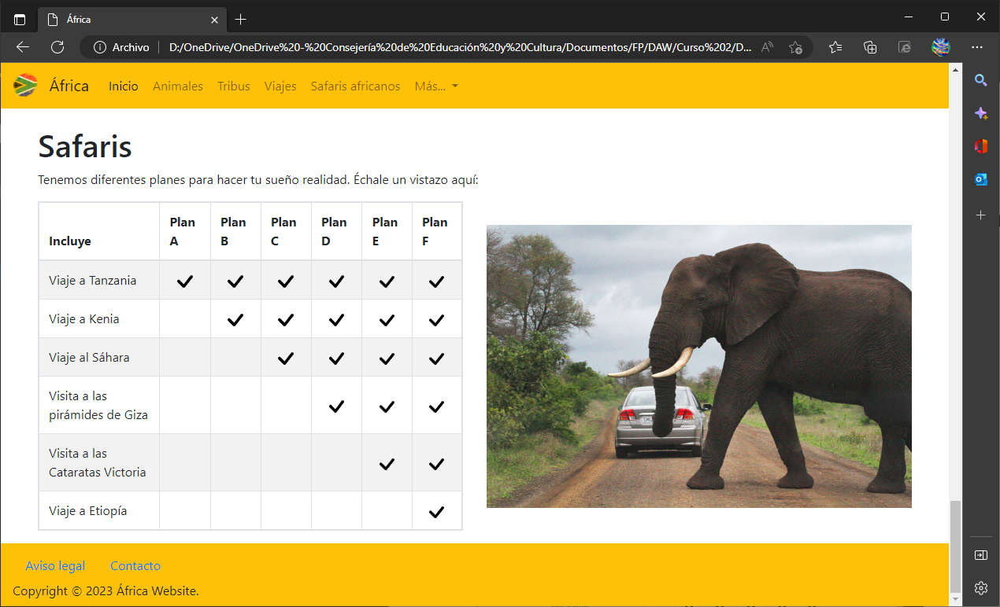 África
Archivo D:/OneDrive/OneDrive%20-%20Consejería%20de%20Educación%20y%20Cultura/Documentos/FP/DAW/Curso%202/D...
África Inicio Animales Tribus Viajes Safaris africanos Más...
Safaris
Tenemos diferentes planes para hacer tu sueño realidad. Échale un vistazo aquí:
Incluye Plan A Plan B Plan C Plan D Plan E Plan F
Viaje a Tanzania
Viaje a Kenia
Viaje al Sáhara
Visita a las
pirámides de Giza
Visita a las
Cataratas Victoria
Viaje a Etiopía
Aviso legal Contacto
Copyright © 2023 África Website.